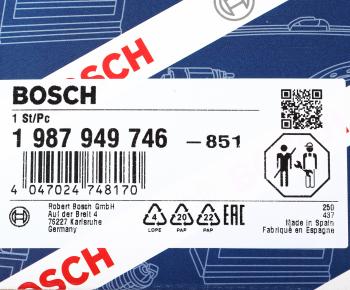 BOSCH
BOSCH
1 St/Pc
1 987 949 746 -851
4 047024 748170
Robert Bosch GmbH
Auf der Breit 4
76227 Karlsruhe
Germany
4 20 22 EAC
LDPE PAP PAP
250
437
Made in Spain
Fabriqué en Espagne
BOSCH